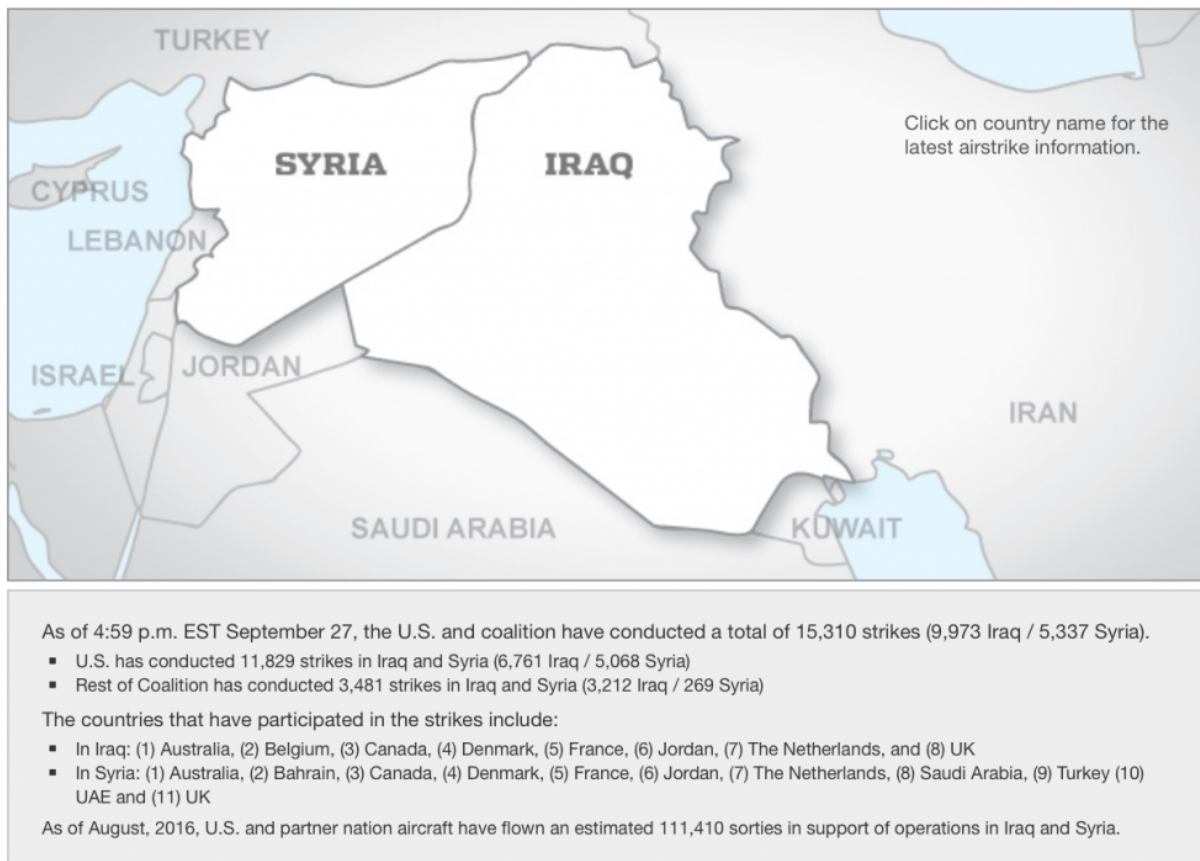 TURKEY
Click on country name for the
latest airstrike information.
SYRIA
IRAQ
CYPRUS
LEBANON
ISRAEL
JORDAN
IRAN
SAUDI ARABIA
KUWAIT
As of 4:59 p.m. EST September 27, the U.S. and coalition have conducted a total of 15,310 strikes (9,973 Iraq / 5,337 Syria).
▪ U.S. has conducted 11,829 strikes in Iraq and Syria (6,761 Iraq / 5,068 Syria)
▪ Rest of Coalition has conducted 3,481 strikes in Iraq and Syria (3,212 Iraq / 269 Syria)
The countries that have participated in the strikes include:
▪ In Iraq: (1) Australia, (2) Belgium, (3) Canada, (4) Denmark, (5) France, (6) Jordan, (7) The Netherlands, and (8) UK
▪ In Syria: (1) Australia, (2) Bahrain, (3) Canada, (4) Denmark, (5) France, (6) Jordan, (7) The Netherlands, (8) Saudi Arabia, (9) Turkey (10)
UAE and (11) UK
As of August, 2016, U.S. and partner nation aircraft have flown an estimated 111,410 sorties in support of operations in Iraq and Syria.